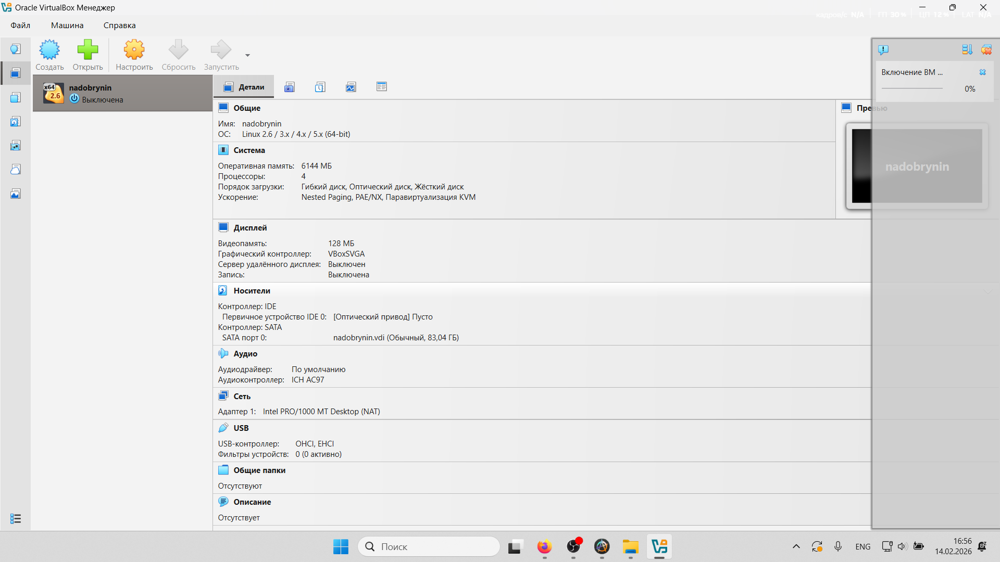 Oracle VirtualBox Менеджер
кадров/с N/A ГП 30 % ЦП 12 % LAT N/A
Файл Машина Справка
Создать Открыть Настроить Сбросить Запустить
x64 2.6
nadobrynin
Выключена
Детали
Включение ВМ ...
0%
Общие
Имя: nadobrynin
ОС: Linux 2.6 / 3.x / 4.x / 5.x (64-bit)
Превью
nadobrynin
Система
Оперативная память: 6144 МБ
Процессоры: 4
Порядок загрузки: Гибкий диск, Оптический диск, Жёсткий диск
Ускорение: Nested Paging, PAE/NX, Паравиртуализация KVM
Дисплей
Видеопамять: 128 МБ
Графический контроллер: VBoxSVGA
Сервер удалённого дисплея: Выключен
Запись: Выключена
Носители
Контроллер: IDE
Первичное устройство IDE 0: [Оптический привод] Пусто
Контроллер: SATA
SATA порт 0: nadobrynin.vdi (Обычный, 83,04 ГБ)
Аудио
Аудиодрайвер: По умолчанию
Аудиоконтроллер: ICH AC97
Сеть
Адаптер 1: Intel PRO/1000 MT Desktop (NAT)
USB
USB-контроллер: OHCI, EHCI
Фильтры устройств: 0 (0 активно)
Общие папки
Отсутствуют
Описание
Отсутствует
Поиск
ENG
16:56
14.02.2026